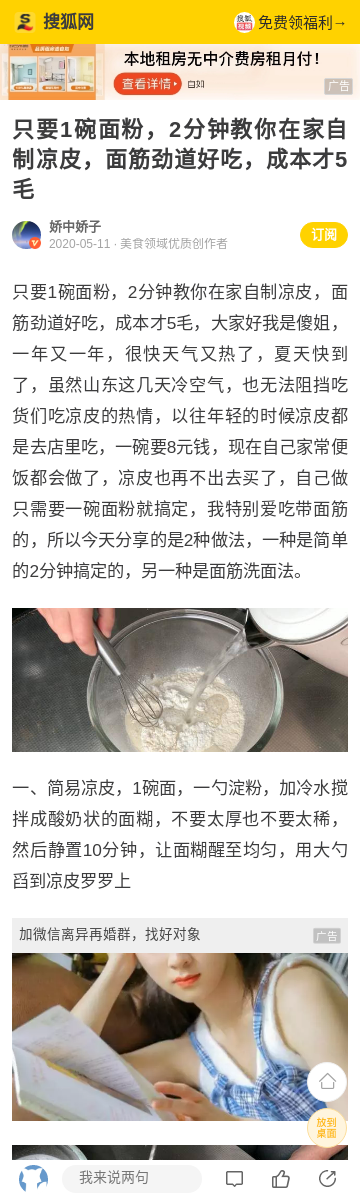 搜狐网
搜狐视频
免费领福利→
本地租房无中介费房租月付!
查看详情
自如
广告
只要1碗面粉，2分钟教你在家自
制凉皮，面筋劲道好吃，成本才5
毛
娇中娇子
2020-05-11 · 美食领域优质创作者
订阅
只要1碗面粉，2分钟教你在家自制凉皮，面
筋劲道好吃，成本才5毛，大家好我是傻姐，
一年又一年，很快天气又热了，夏天快到
了，虽然山东这几天冷空气，也无法阻挡吃
货们吃凉皮的热情，以往年轻的时候凉皮都
是去店里吃，一碗要8元钱，现在自己家常便
饭都会做了，凉皮也再不出去买了，自己做
只需要一碗面粉就搞定，我特别爱吃带面筋
的，所以今天分享的是2种做法，一种是简单
的2分钟搞定的，另一种是面筋洗面法。
一、简易凉皮，1碗面，一勺淀粉，加冷水搅
拌成酸奶状的面糊，不要太厚也不要太稀，
然后静置10分钟，让面糊醒至均匀，用大勺
舀到凉皮罗罗上
加微信离异再婚群，找好对象
广告
放到
桌面
我来说两句